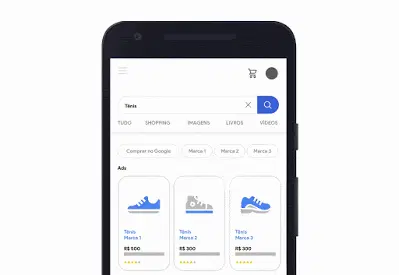 Tênis
TUDO SHOPPING IMAGENS LIVROS VÍDEOS
Comprar no Google Marca 1 Marca 2 Marca 3
Ads
Tênis Tênis Tênis
Marca 1 Marca 2 Marca 3
R$ 500 R$ 300 R$ 300